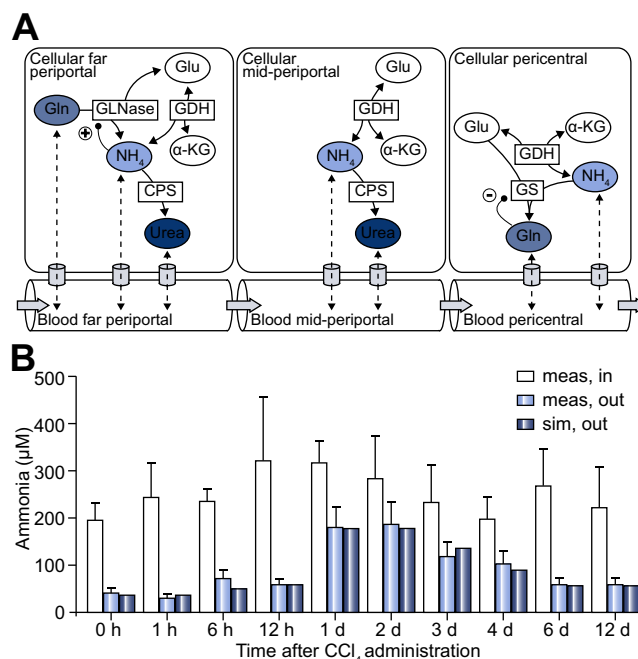 A
Cellular far
periportal
Glu
Gln
GLNase
GDH
+
NH4
α-KG
CPS
Urea
Blood far periportal
Cellular
mid-periportal
Glu
GDH
NH4
α-KG
CPS
Urea
Blood mid-periportal
Cellular pericentral
Glu
α-KG
GDH
NH4
GS
-
Gln
Blood pericentral
B
Ammonia (µM)
500
400
300
200
100
0
meas, in
meas, out
sim, out
0 h 1 h 6 h 12 h 1 d 2 d 3 d 4 d 6 d 12 d
Time after CCl4 administration